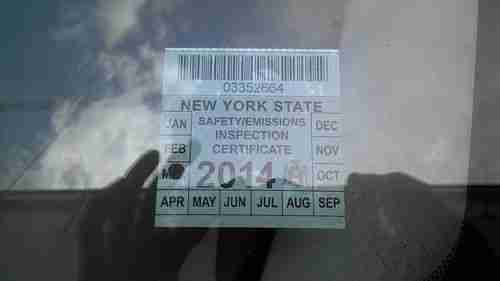 03352664
NEW YORK STATE
JAN SAFETY/EMISSIONS DEC
INSPECTION
FEB CERTIFICATE NOV
2014 OCT
APR MAY JUN JUL AUG SEP